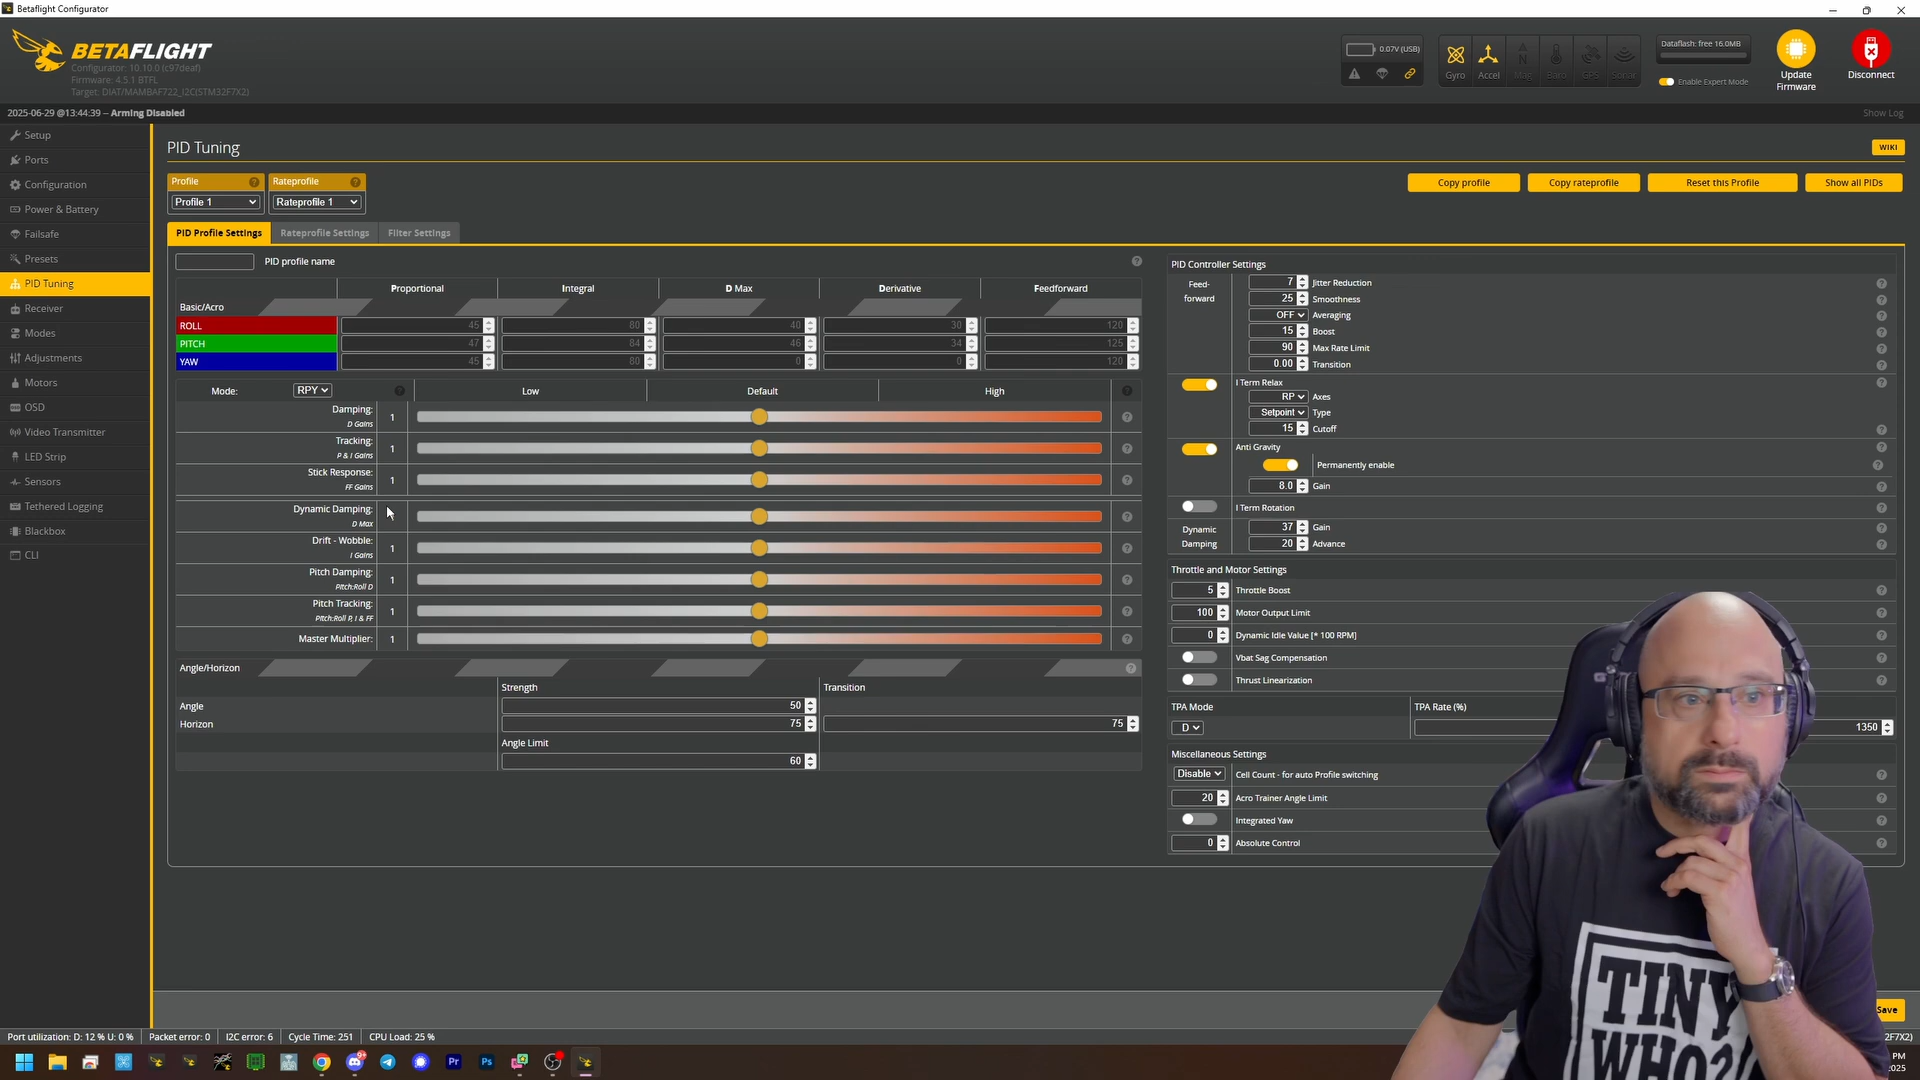 Betaflight Configurator
BETAFLIGHT
Configurator: 10.10.0 (c97deaf)
Firmware: 4.5.1 BTFL
Target: DIAT/MAMBAF722_I2C(STM32F7X2)
0.07V (USB)
Gyro Accel Mag Baro GPS Sonar
Dataflash: free 16.0MB
Enable Expert Mode
Update Firmware
Disconnect
2025-06-29 @13:44:39 -- Arming Disabled
Show Log
Setup
Ports
Configuration
Power & Battery
Failsafe
Presets
PID Tuning
Receiver
Modes
Adjustments
Motors
OSD
Video Transmitter
LED Strip
Sensors
Tethered Logging
Blackbox
CLI
PID Tuning
WIKI
Profile Rateprofile
Profile 1 Rateprofile 1
Copy profile Copy rateprofile Reset this Profile Show all PIDs
PID Profile Settings Rateprofile Settings Filter Settings
PID profile name
Proportional Integral D Max Derivative Feedforward
Basic/Acro
ROLL 45 80 40 30 120
PITCH 47 84 46 34 125
YAW 45 80 0 0 120
Mode: RPY Low Default High
Damping: 1
D Gains
Tracking: 1
P & I Gains
Stick Response: 1
FF Gains
Dynamic Damping:
D Max
Drift - Wobble: 1
I Gains
Pitch Damping: 1
Pitch:Roll D
Pitch Tracking: 1
Pitch:Roll P, I & FF
Master Multiplier: 1
Angle/Horizon
Strength Transition
Angle 50
Horizon 75 75
Angle Limit
60
PID Controller Settings
Feed-forward
7 Jitter Reduction
25 Smoothness
OFF Averaging
15 Boost
90 Max Rate Limit
0.00 Transition
I Term Relax
RP Axes
Setpoint Type
15 Cutoff
Anti Gravity
Permanently enable
8.0 Gain
I Term Rotation
Dynamic Damping
37 Gain
20 Advance
Throttle and Motor Settings
5 Throttle Boost
100 Motor Output Limit
0 Dynamic Idle Value [* 100 RPM]
Vbat Sag Compensation
Thrust Linearization
TPA Mode TPA Rate (%)
D 1350
Miscellaneous Settings
Disable Cell Count - for auto Profile switching
20 Acro Trainer Angle Limit
Integrated Yaw
0 Absolute Control
TINY
WHO?
Save
Port utilization: D: 12 % U: 0 % Packet error: 0 I2C error: 6 Cycle Time: 251 CPU Load: 25 %
2F7X2)
Pr Ps
PM
2025